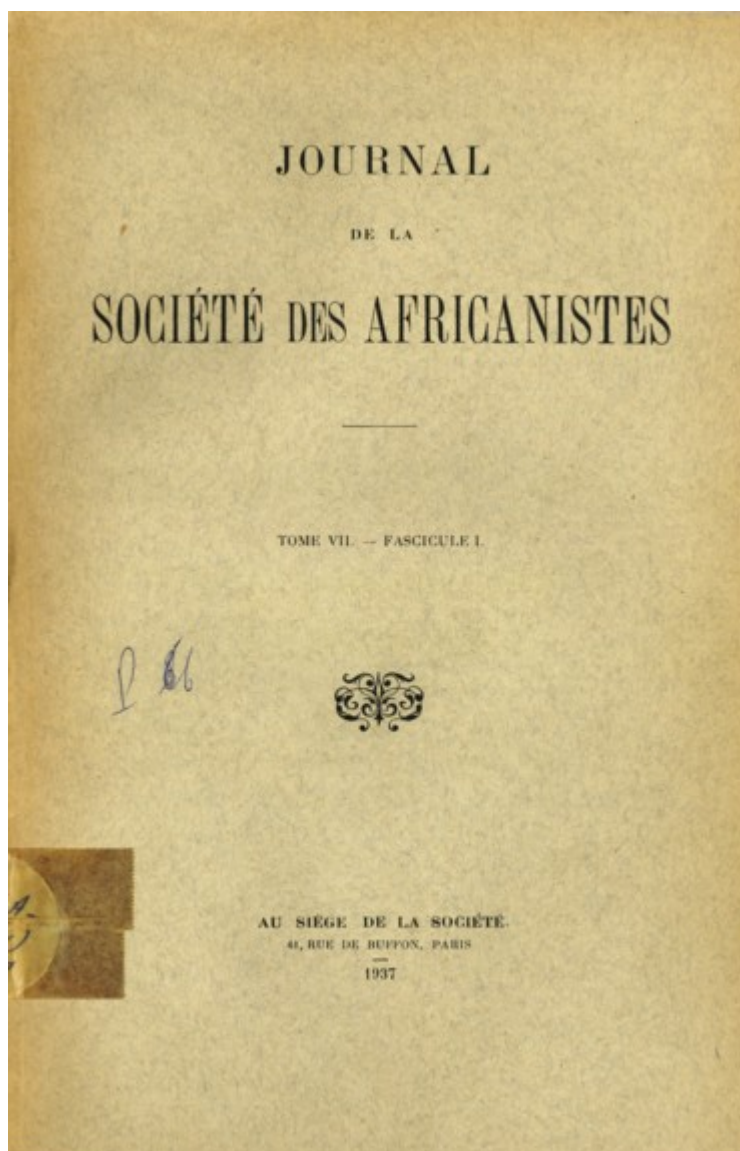 JOURNAL
DE LA
SOCIÉTÉ DES AFRICANISTES
TOME VII. — FASCICULE I.
AU SIÈGE DE LA SOCIÉTÉ.
61, RUE DE BUFFON, PARIS
1937